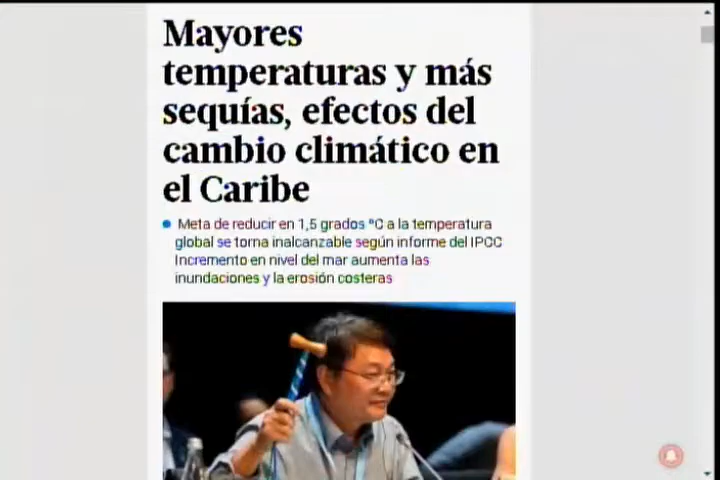 Mayores
temperaturas y más
sequías, efectos del
cambio climático en
el Caribe
Meta de reducir en 1,5 grados °C a la temperatura
global se torna inalcanzable según informe del IPCC
Incremento en nivel del mar aumenta las
inundaciones y la erosión costeras